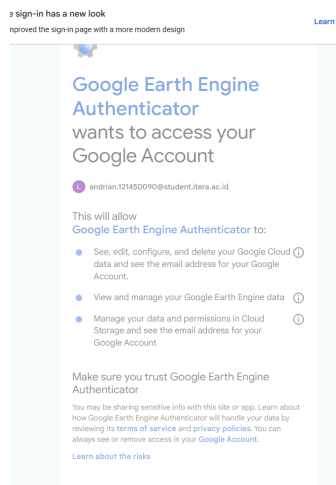 sign-in has a new look
nproved the sign-in page with a more modern design
Learn
Google Earth Engine
Authenticator
wants to access your
Google Account
L
andrian.121450090@student.itera.ac.id
This will allow
Google Earth Engine Authenticator to:
See, edit, configure, and delete your Google Cloud
data and see the email address for your Google
Account.
View and manage your Google Earth Engine data
Manage your data and permissions in Cloud
Storage and see the email address for your
Google Account
Make sure you trust Google Earth Engine
Authenticator
You may be sharing sensitive info with this site or app. Learn about
how Google Earth Engine Authenticator will handle your data by
reviewing its terms of service and privacy policies. You can
always see or remove access in your Google Account.
Learn about the risks